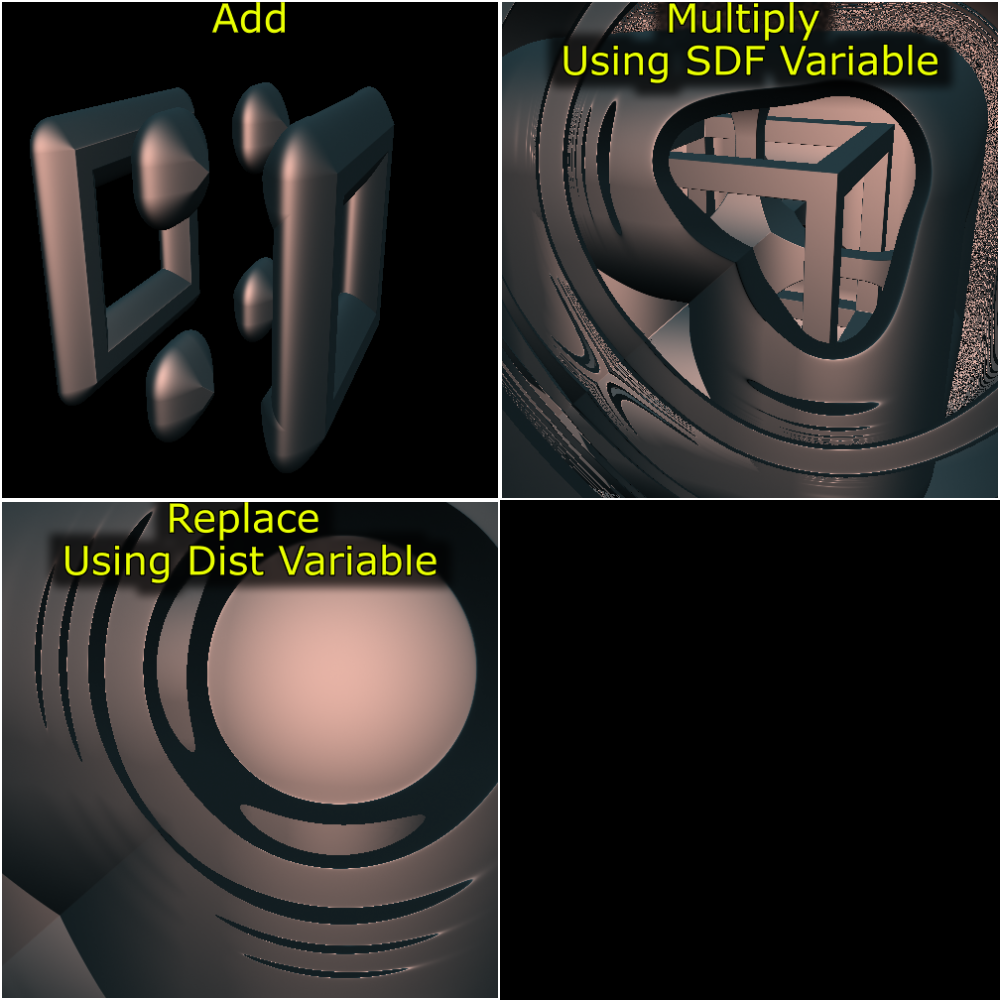 Add
Multiply
Using SDF Variable
Replace
Using Dist Variable